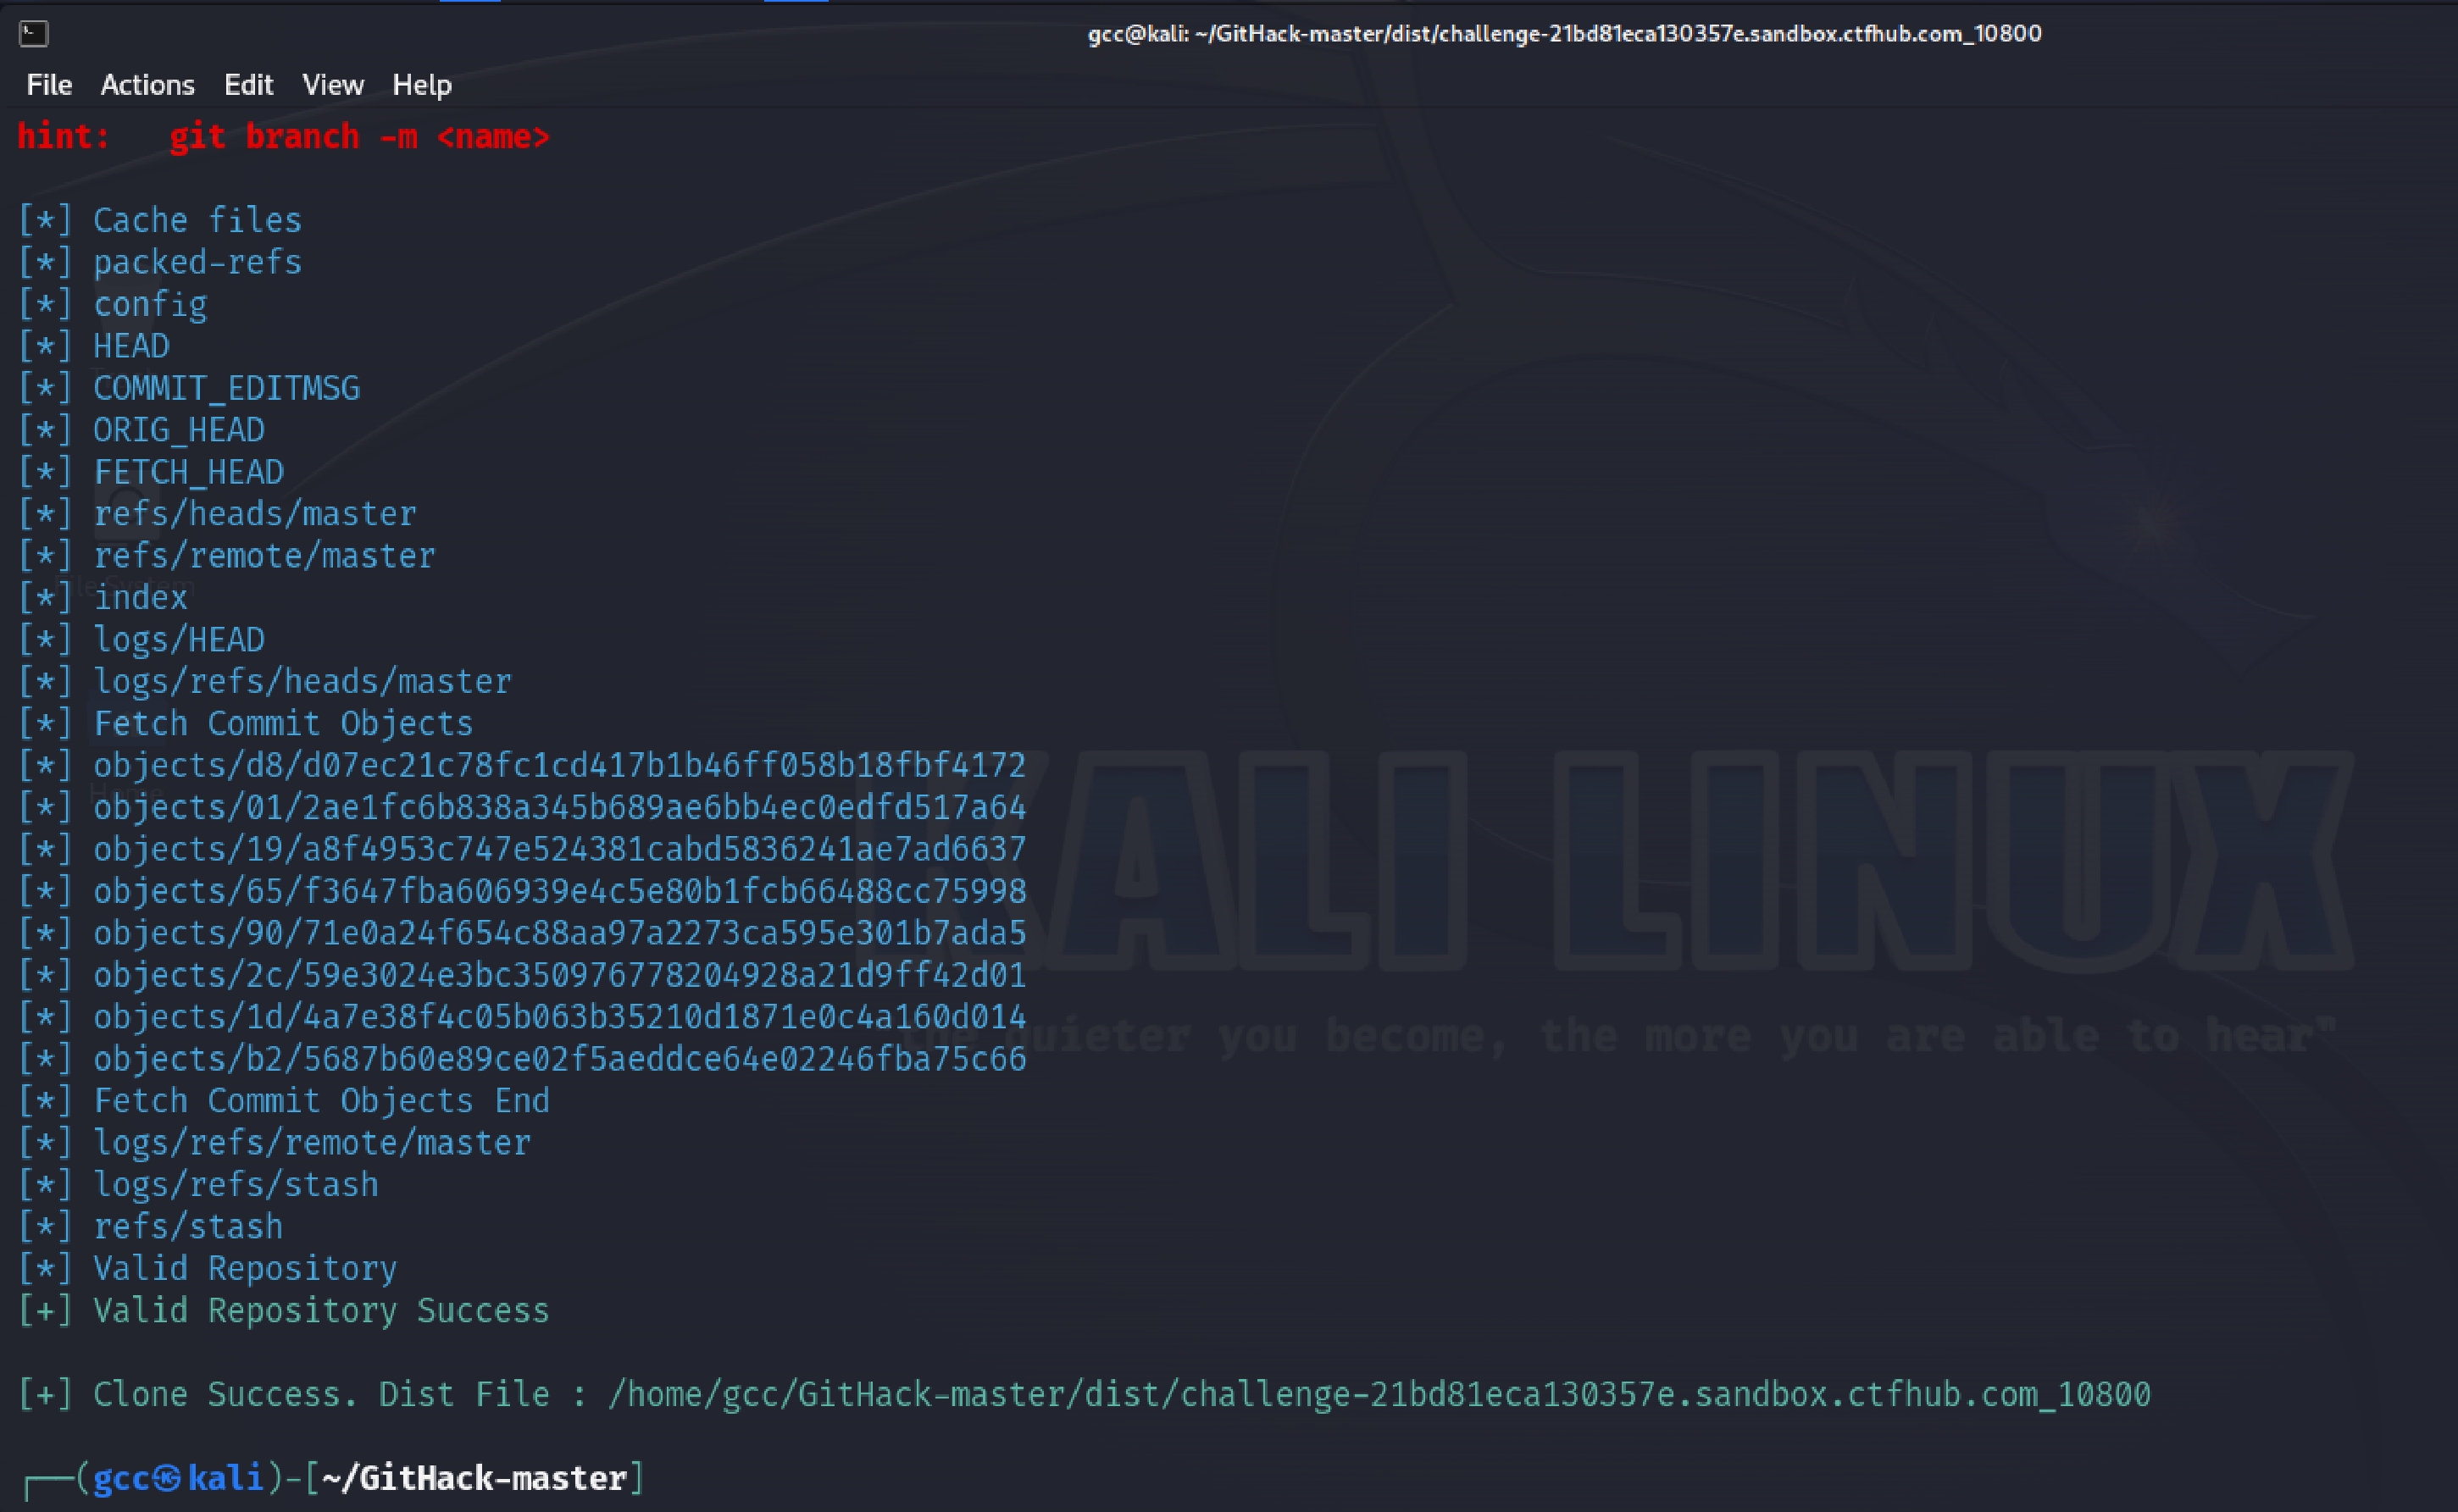 gcc@kali: ~/GitHack-master/dist/challenge-21bd81eca130357e.sandbox.ctfhub.com_10800
File Actions Edit View Help
hint:   git branch -m <name>
[*] Cache files
[*] packed-refs
[*] config
[*] HEAD
[*] COMMIT_EDITMSG
[*] ORIG_HEAD
[*] FETCH_HEAD
[*] refs/heads/master
[*] refs/remote/master
File System
[*] index
[*] logs/HEAD
[*] logs/refs/heads/master
[*] Fetch Commit Objects
[*] objects/d8/d07ec21c78fc1cd417b1b46ff058b18fbf4172
Home
[*] objects/01/2ae1fc6b838a345b689ae6bb4ec0edfd517a64
[*] objects/19/a8f4953c747e524381cabd5836241ae7ad6637
KALI LINUX
[*] objects/65/f3647fba606939e4c5e80b1fcb66488cc75998
[*] objects/90/71e0a24f654c88aa97a2273ca595e301b7ada5
[*] objects/2c/59e3024e3bc350976778204928a21d9ff42d01
[*] objects/1d/4a7e38f4c05b063b35210d1871e0c4a160d014
"the quieter you become, the more you are able to hear"
[*] objects/b2/5687b60e89ce02f5aeddce64e02246fba75c66
[*] Fetch Commit Objects End
[*] logs/refs/remote/master
[*] logs/refs/stash
[*] refs/stash
[*] Valid Repository
[+] Valid Repository Success
[+] Clone Success. Dist File : /home/gcc/GitHack-master/dist/challenge-21bd81eca130357e.sandbox.ctfhub.com_10800
┌──(gcc㉿kali)-[~/GitHack-master]